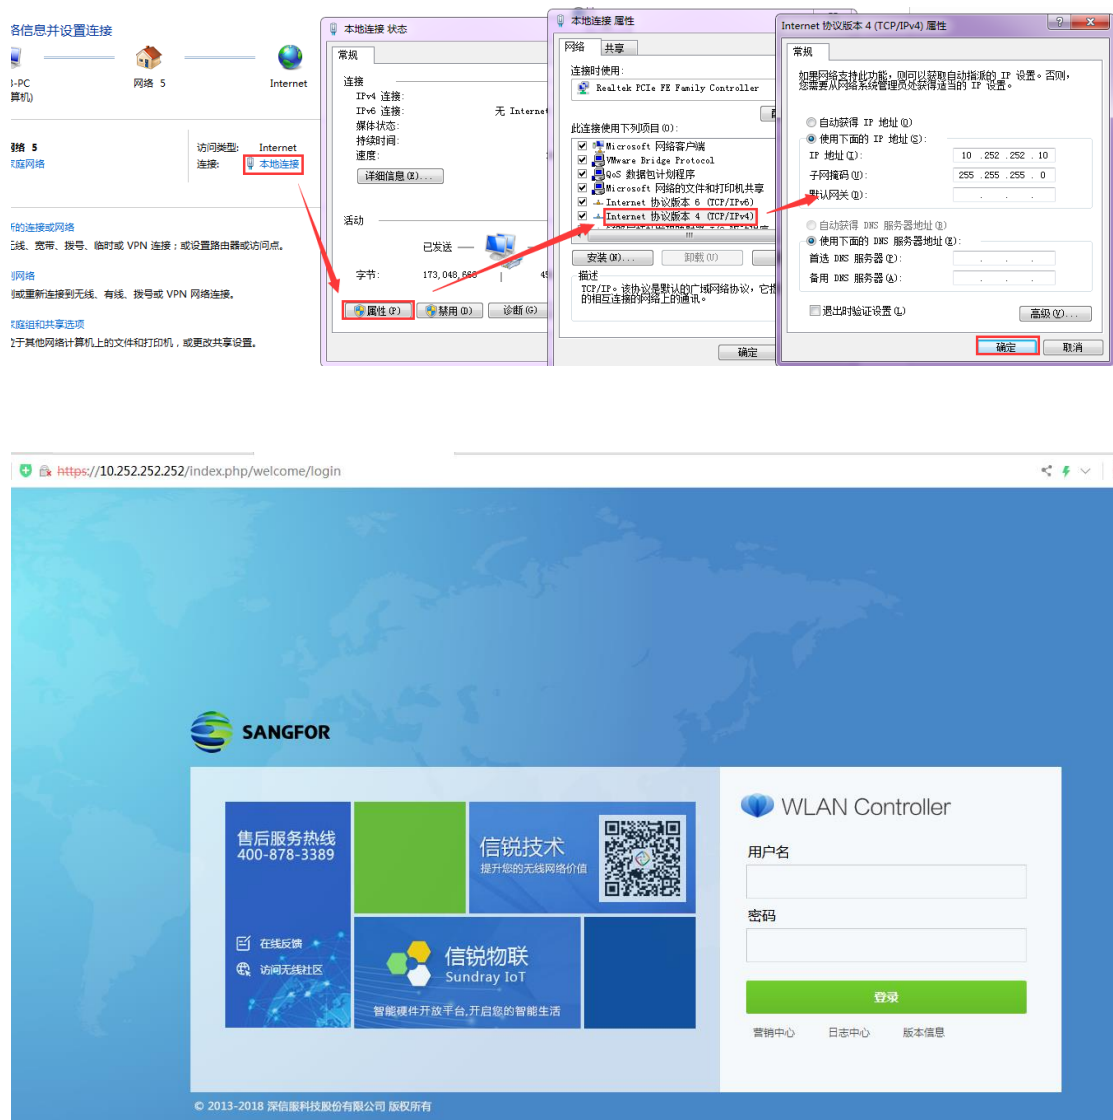 络信息并设置连接
-PC
算机)
网络 5
Internet
网络 5
家庭网络
访问类型: Internet
连接: 本地连接
新的连接或网络
无线、宽带、拨号、临时或 VPN 连接；或设置路由器或访问点。
到网络
或重新连接到无线、有线、拨号或 VPN 网络连接。
家庭组和共享选项
位于其他网络计算机上的文件和打印机，或更改共享设置。
本地连接 状态
常规
连接
IPv4 连接:
IPv6 连接: 无 Interne
媒体状态:
持续时间:
速度:
详细信息(E)...
活动
已发送
字节: 173,048,660
属性(P)
禁用(D)
诊断(G)
本地连接 属性
网络 共享
连接时使用:
Realtek PCIe FE Family Controller
此连接使用下列项目(O):
Microsoft 网络客户端
VMware Bridge Protocol
QoS 数据包计划程序
Microsoft 网络的文件和打印机共享
Internet 协议版本 6 (TCP/IPv6)
Internet 协议版本 4 (TCP/IPv4)
安装(N)... 卸载(U)
描述
TCP/IP。该协议是默认的广域网络协议，它提
的相互连接的网络上的通讯。
确定
Internet 协议版本 4 (TCP/IPv4) 属性
常规
如果网络支持此功能，则可以获取自动指派的 IP 设置。否则，
您需要从网络系统管理员处获得适当的 IP 设置。
自动获得 IP 地址(O)
使用下面的 IP 地址(S):
IP 地址(I): 10 .252 .252 . 10
子网掩码(U): 255 .255 .255 . 0
默认网关(D):
自动获得 DNS 服务器地址(B)
使用下面的 DNS 服务器地址(E):
首选 DNS 服务器(P):
备用 DNS 服务器(A):
退出时验证设置(L)
高级(V)...
确定 取消
https://10.252.252.252/index.php/welcome/login
SANGFOR
售后服务热线
400-878-3389
在线反馈
访问无线社区
信锐技术
提升您的无线网络价值
信锐物联
Sundray IoT
智能硬件开放平台,开启您的智能生活
WLAN Controller
用户名
密码
登录
营销中心 日志中心 版本信息
© 2013-2018 深信服科技股份有限公司 版权所有